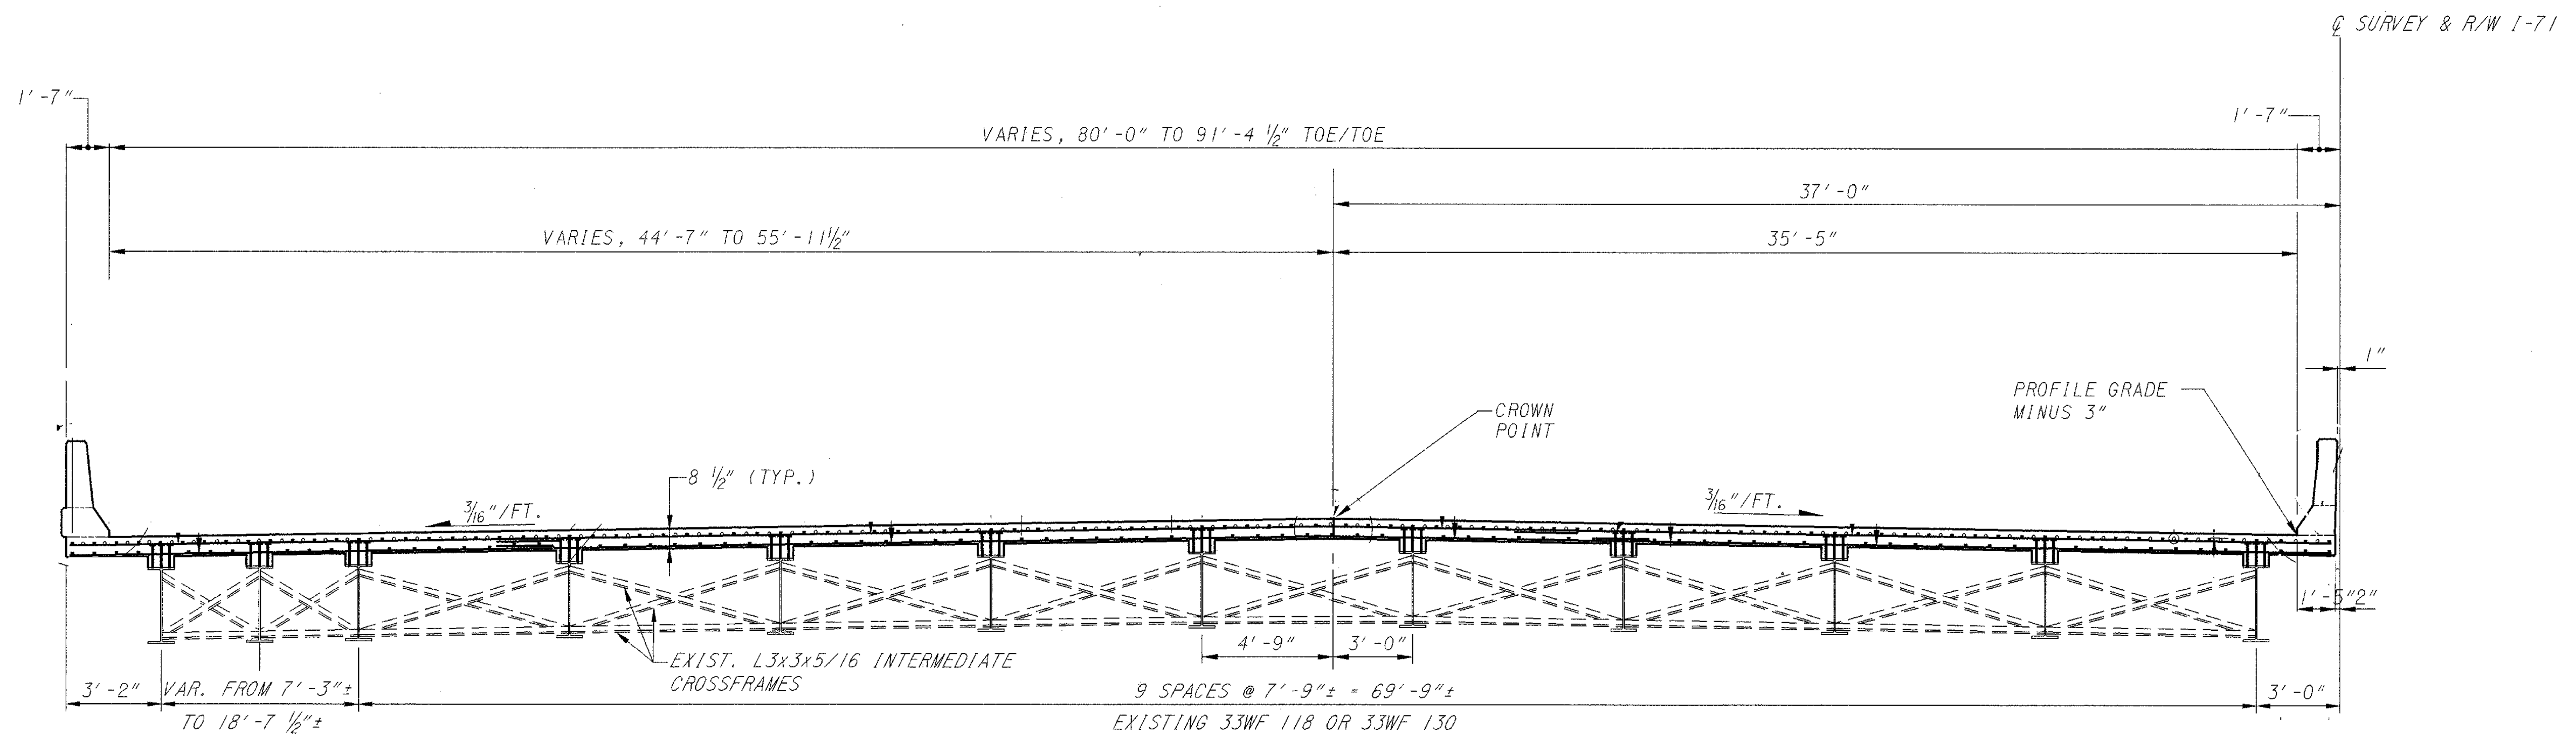 ℄ SURVEY & R/W I-71
1'-7"
1'-7"
VARIES, 80'-0" TO 91'-4 ½" TOE/TOE
37'-0"
VARIES, 44'-7" TO 55'-11½"
35'-5"
1"
PROFILE GRADE
MINUS 3"
CROWN
POINT
8 ½" (TYP.)
3/16"/FT.
3/16"/FT.
1'-5"2"
4'-9"
3'-0"
EXIST. L3x3x5/16 INTERMEDIATE
CROSSFRAMES
3'-2"
VAR. FROM 7'-3"±
TO 18'-7 ½"±
9 SPACES @ 7'-9"± = 69'-9"±
3'-0"
EXISTING 33WF 118 OR 33WF 130